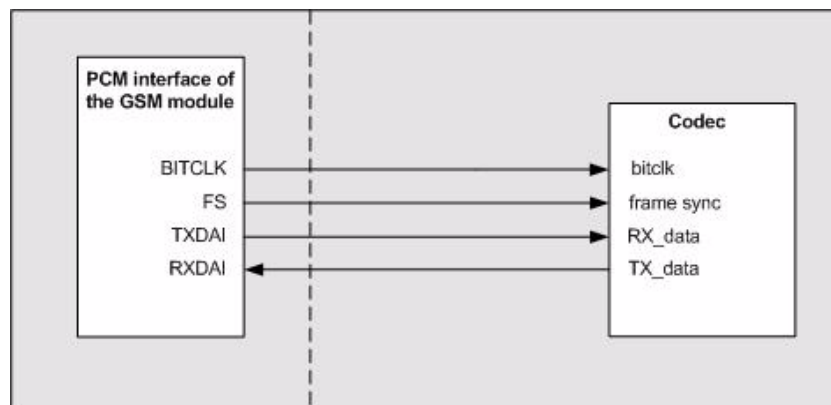 PCM interface of
the GSM module
BITCLK
FS
TXDAI
RXDAI
Codec
bitclk
frame sync
RX_data
TX_data